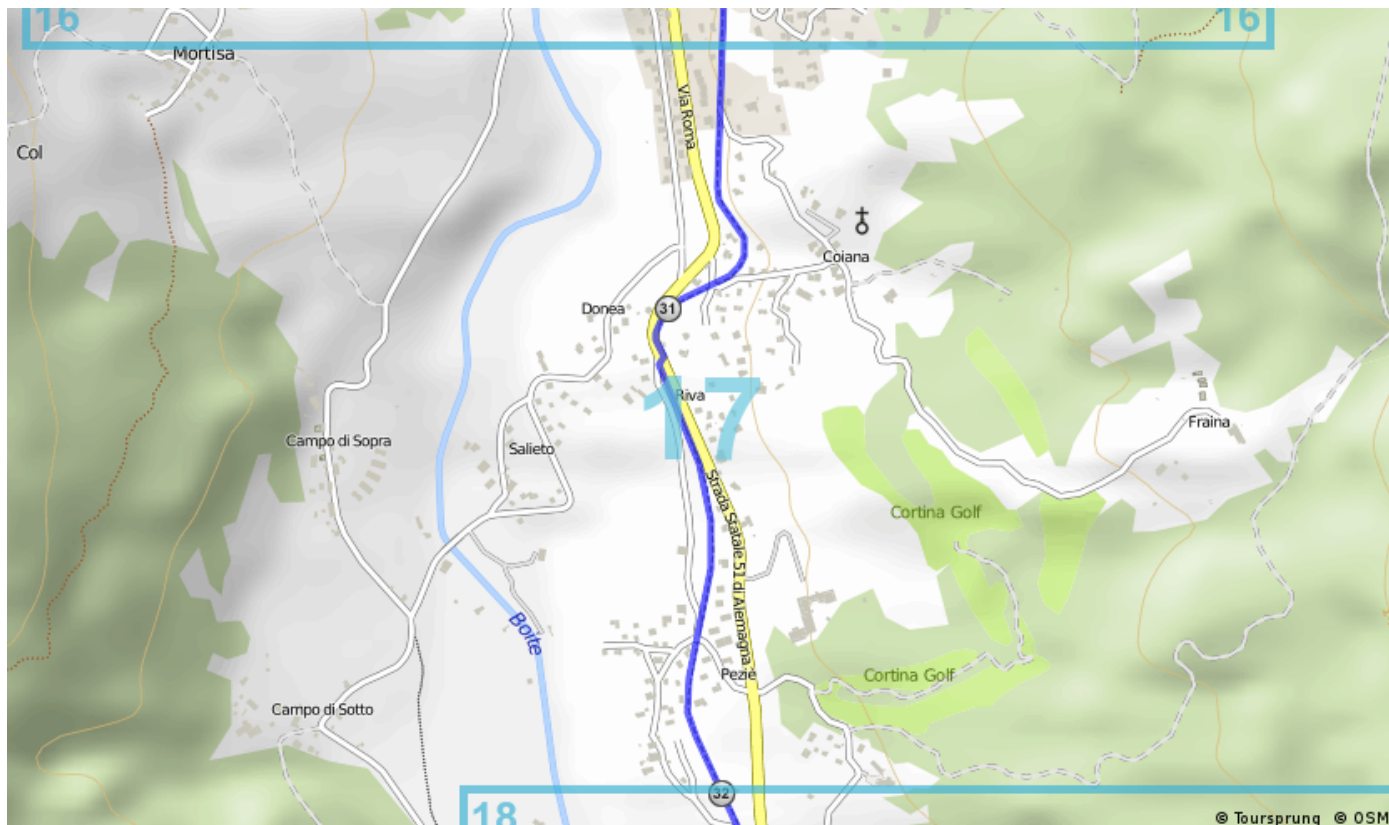 16
16
Mortisa
Via Roma
Col
Coiana
Donea
31
17
Riva
Fraina
Campo di Sopra
Salieto
Strada Statale 51 di Alemagna
Cortina Golf
Boite
Pezié
Cortina Golf
Campo di Sotto
32
18
© Toursprung © OSM